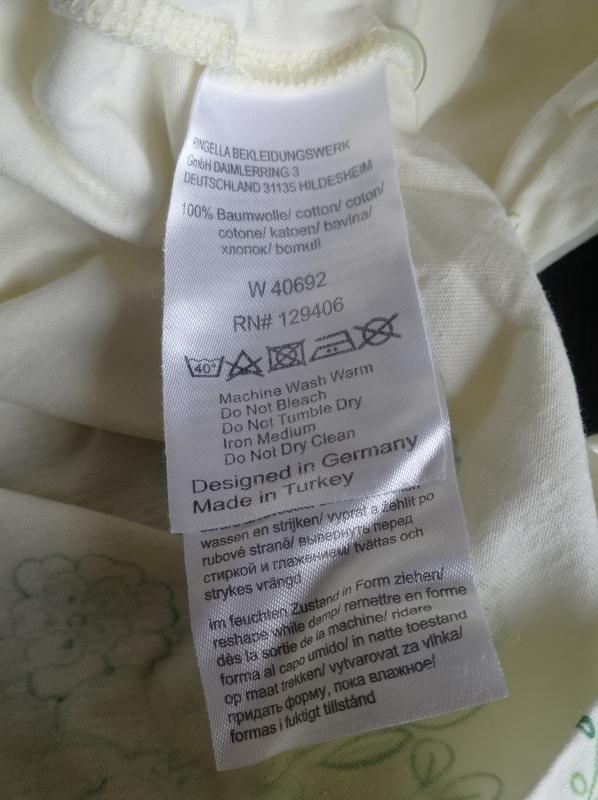 RINGELLA BEKLEIDUNGSWERK
GmbH DAIMLERRING 3
DEUTSCHLAND 31135 HILDESHEIM
100% Baumwolle/ cotton/ coton/
cotone/ katoen/ bavlna/
хлопок/ bomull
W 40692
RN# 129406
40°
Machine Wash Warm
Do Not Bleach
Do Not Tumble Dry
Iron Medium
Do Not Dry Clean
Designed in Germany
Made in Turkey
wassen en strijken/ vyprat a žehlit po
rubové straně/ вывернуть перед
стиркой и глажением/ tvättas och
strykes vrängd
im feuchten Zustand in Form ziehen/
reshape while damp/ remettre en forme
dès la sortie de la machine/ ridare
forma al capo umido/ in natte toestand
op maat trekken/ vytvarovat za vlhka/
придать форму, пока влажное/
formas i fuktigt tillstånd